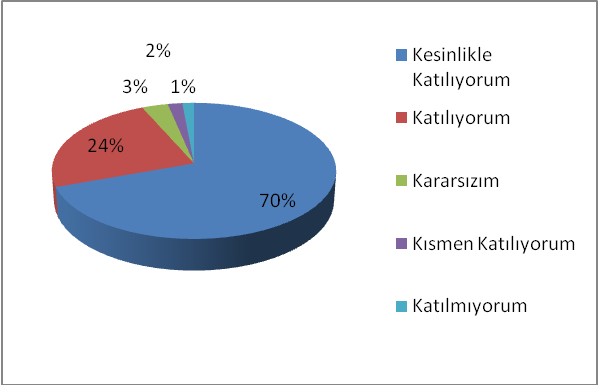 2%
3%
1%
24%
70%
Kesinlikle
Katılıyorum
Katılıyorum
Kararsızım
Kısmen Katılıyorum
Katılmıyorum